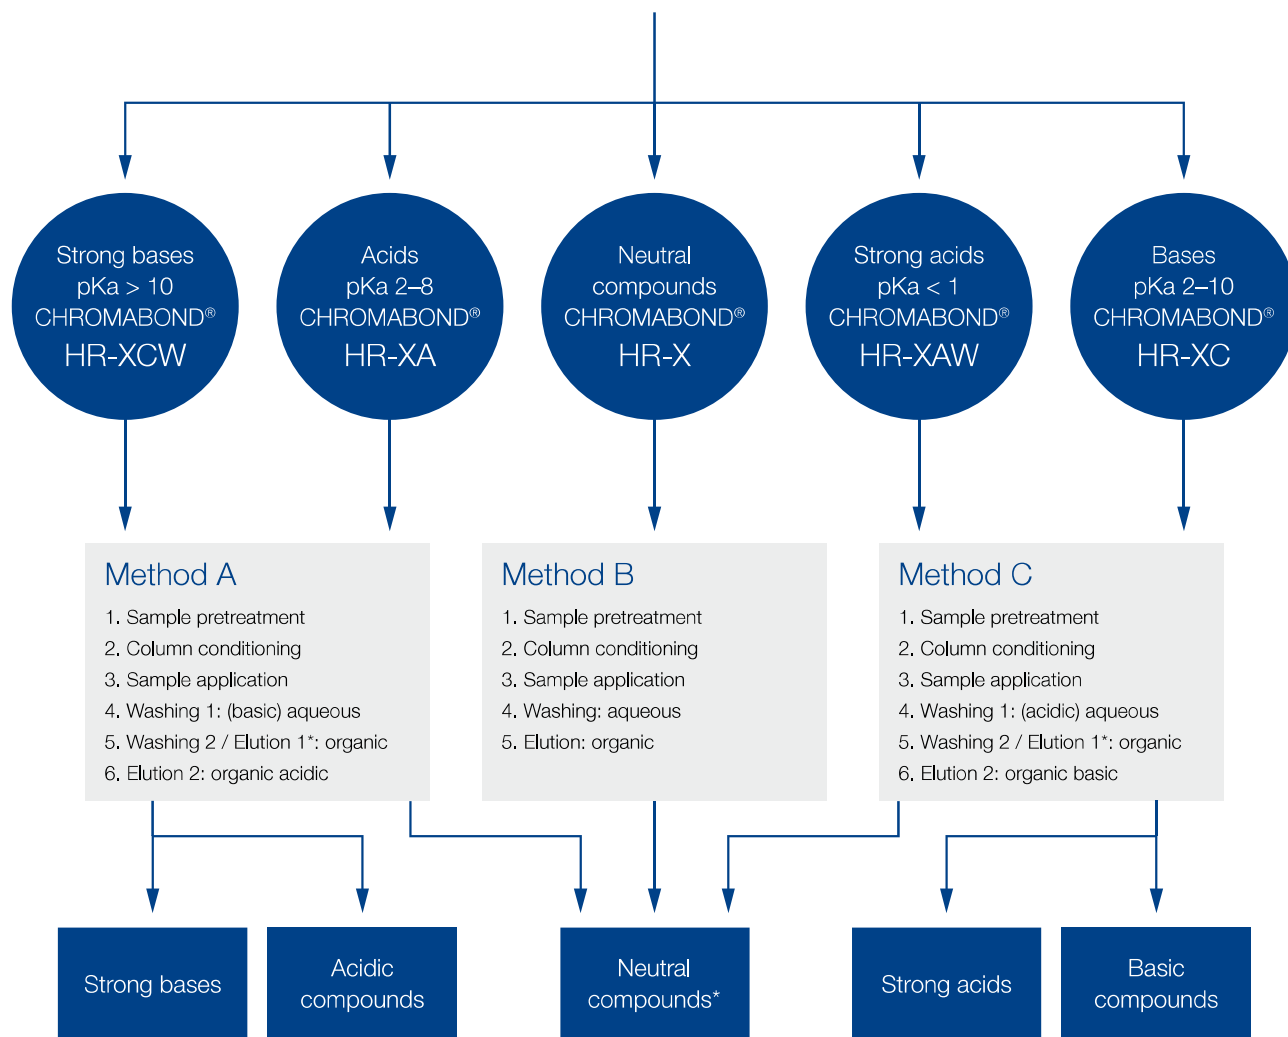 Strong bases
pKa > 10
CHROMABOND®
HR-XCW
Acids
pKa 2–8
CHROMABOND®
HR-XA
Neutral
compounds
CHROMABOND®
HR-X
Strong acids
pKa < 1
CHROMABOND®
HR-XAW
Bases
pKa 2–10
CHROMABOND®
HR-XC
Method A
1. Sample pretreatment
2. Column conditioning
3. Sample application
4. Washing 1: (basic) aqueous
5. Washing 2 / Elution 1*: organic
6. Elution 2: organic acidic
Method B
1. Sample pretreatment
2. Column conditioning
3. Sample application
4. Washing: aqueous
5. Elution: organic
Method C
1. Sample pretreatment
2. Column conditioning
3. Sample application
4. Washing 1: (acidic) aqueous
5. Washing 2 / Elution 1*: organic
6. Elution 2: organic basic
Strong bases
Acidic
compounds
Neutral
compounds*
Strong acids
Basic
compounds